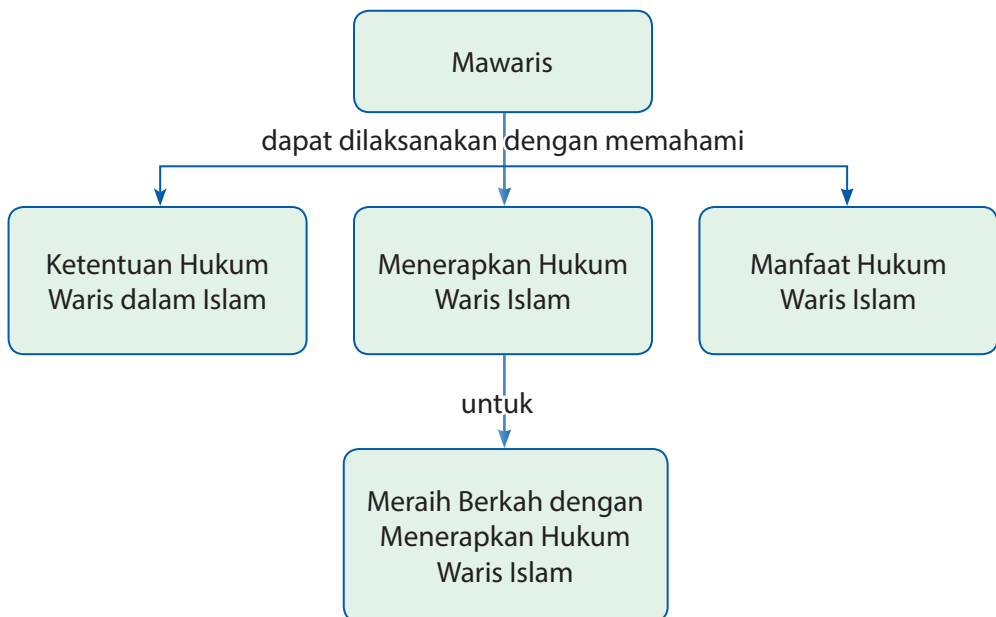 Mawaris
dapat dilaksanakan dengan memahami
Ketentuan Hukum
Waris dalam Islam
Menerapkan Hukum
Waris Islam
Manfaat Hukum
Waris Islam
untuk
Meraih Berkah dengan
Menerapkan Hukum
Waris Islam